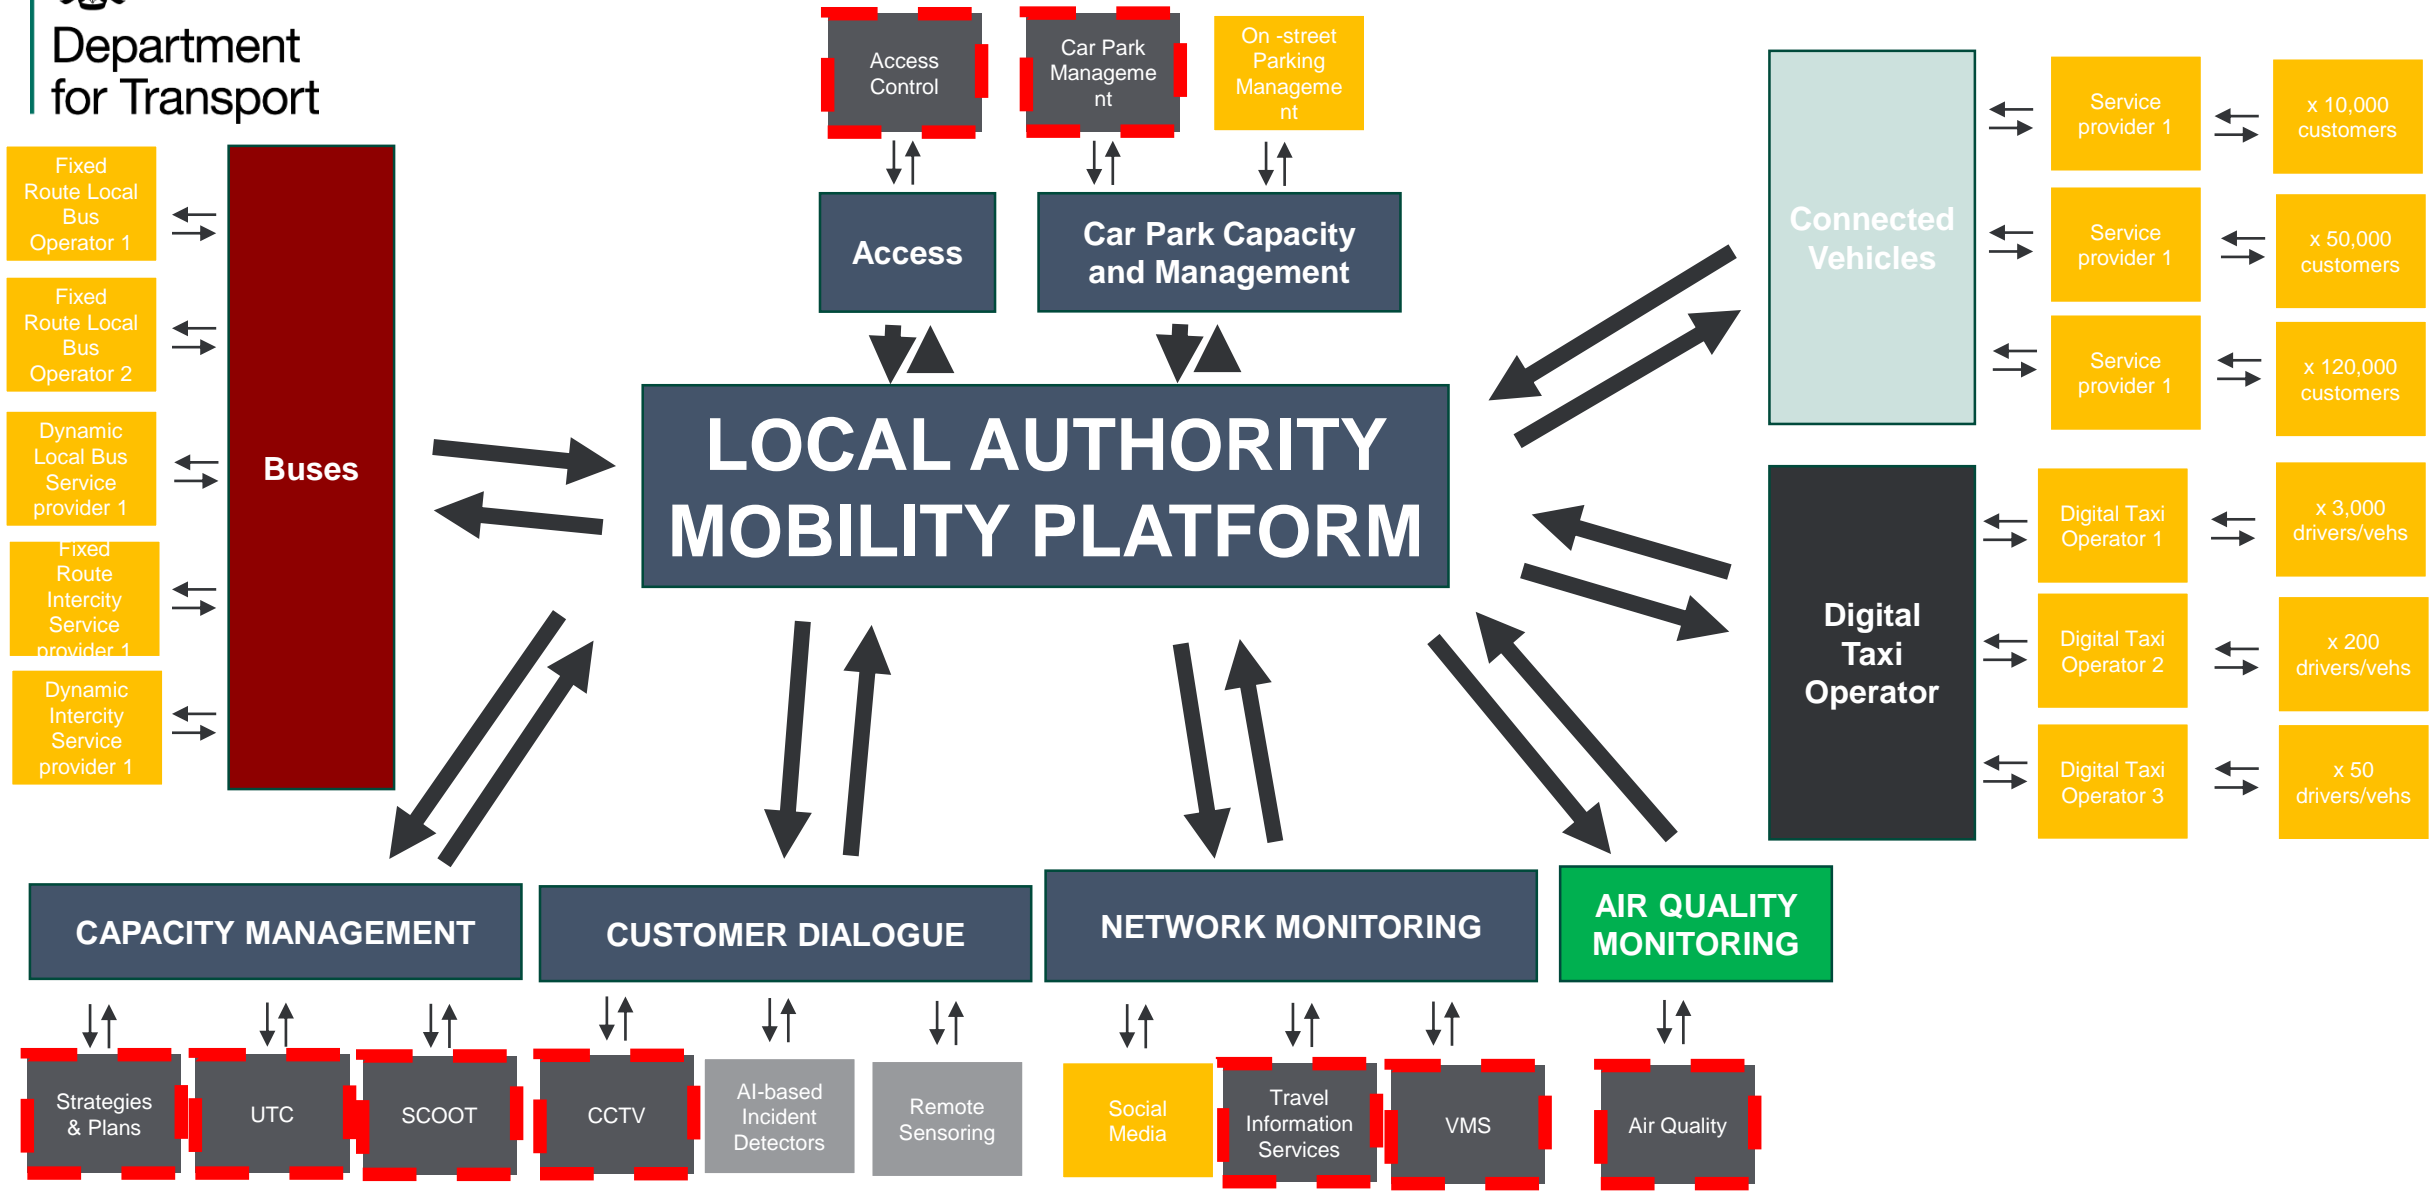 Department
for Transport
Access
Control
Car Park
Manageme
nt
On -street
Parking
Manageme
nt
Fixed
Route Local
Bus
Operator 1
Fixed
Route Local
Bus
Operator 2
Dynamic
Local Bus
Service
provider 1
Fixed
Route
Intercity
Service
provider 1
Dynamic
Intercity
Service
provider 1
Buses
Access
Car Park Capacity
and Management
LOCAL AUTHORITY
MOBILITY PLATFORM
Connected
Vehicles
Service
provider 1
x 10,000
customers
Service
provider 1
x 50,000
customers
Service
provider 1
x 120,000
customers
Digital
Taxi
Operator
Digital Taxi
Operator 1
x 3,000
drivers/vehs
Digital Taxi
Operator 2
x 200
drivers/vehs
Digital Taxi
Operator 3
x 50
drivers/vehs
CAPACITY MANAGEMENT
CUSTOMER DIALOGUE
NETWORK MONITORING
AIR QUALITY
MONITORING
Strategies
& Plans
UTC
SCOOT
CCTV
AI-based
Incident
Detectors
Remote
Sensoring
Social
Media
Travel
Information
Services
VMS
Air Quality